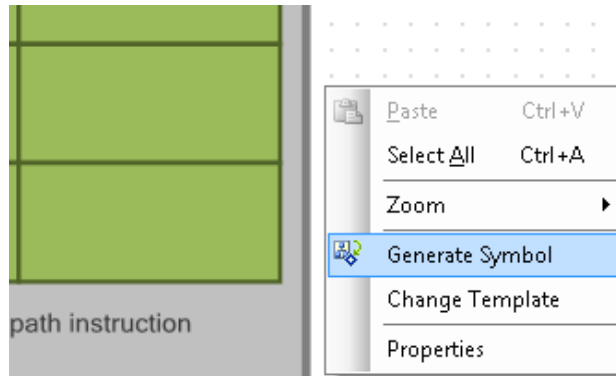 Paste Ctrl+V
Select All Ctrl+A
Zoom
Generate Symbol
Change Template
Properties
path instruction